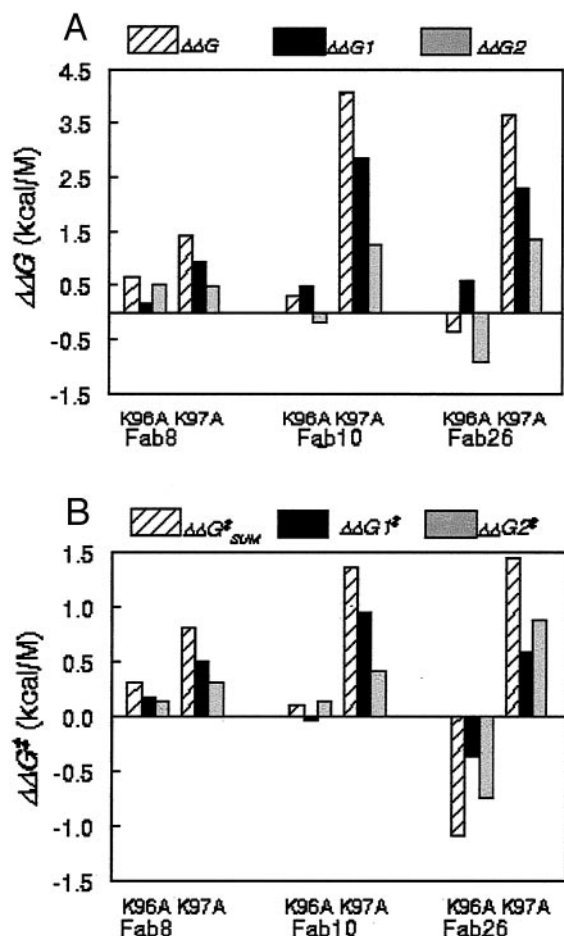 A
ΔΔG ΔΔG1 ΔΔG2
ΔΔG (kcal/M)
4.5
3.5
2.5
1.5
0.5
-0.5
-1.5
K96A K97A K96A K97A K96A K97A
Fab8 Fab10 Fab26
B
ΔΔG‡SUM ΔΔG1‡ ΔΔG2‡
ΔΔG‡ (kcal/M)
1.5
1.0
0.5
0.0
-0.5
-1.0
-1.5
K96A K97A K96A K97A K96A K97A
Fab8 Fab10 Fab26